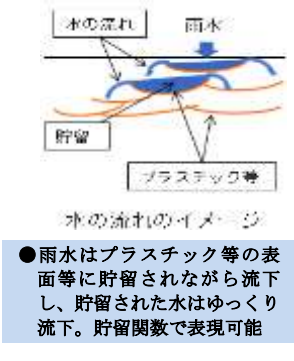 水の流れ
雨水
貯留
プラスチック等
水の流れのイメージ
●雨水はプラスチック等の表
面等に貯留されながら流下
し、貯留された水はゆっくり
流下。貯留関数で表現可能